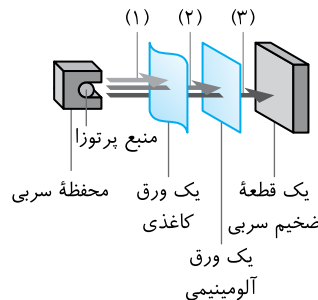 (۱) (۲) (۳)
منبع پرتوزا
محفظهٔ سربی
یک ورق
کاغذی
یک قطعهٔ
ضخیم سربی
یک ورق
آلومینیمی